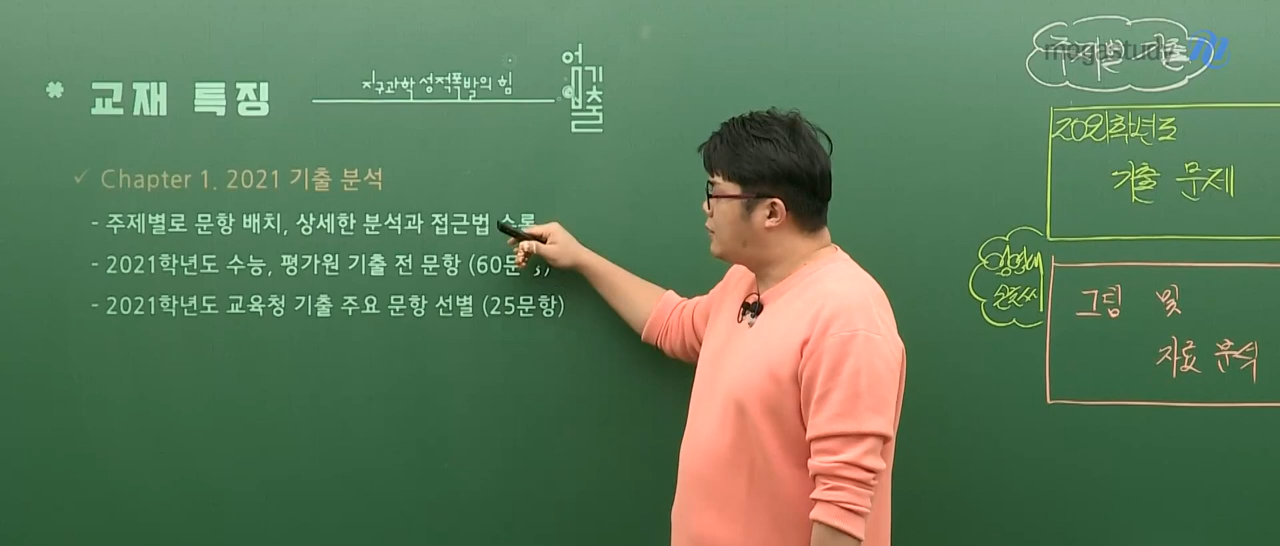 교재 특징
지구과학 성적폭발의 힘
기출
✓ Chapter 1. 2021 기출 분석
- 주제별로 문항 배치, 상세한 분석과 접근법 수록
- 2021학년도 수능, 평가원 기출 전 문항 (60문항)
- 2021학년도 교육청 기출 주요 문항 선별 (25문항)
megastudy
2021학년도
기출 문제
그림 및
자료 분석